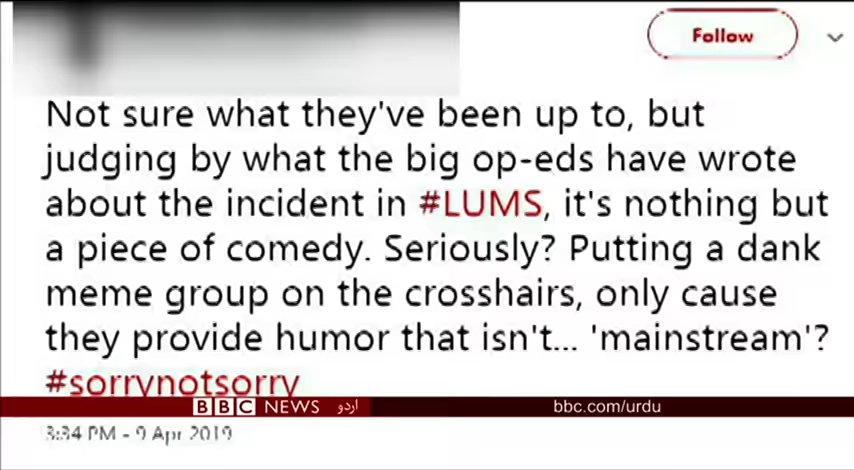 Follow
Not sure what they've been up to, but
judging by what the big op-eds have wrote
about the incident in #LUMS, it's nothing but
a piece of comedy. Seriously? Putting a dank
meme group on the crosshairs, only cause
they provide humor that isn't... 'mainstream'?
#sorrynotsorry
BBC NEWS اردو
bbc.com/urdu
3:34 PM - 9 Apr 2019